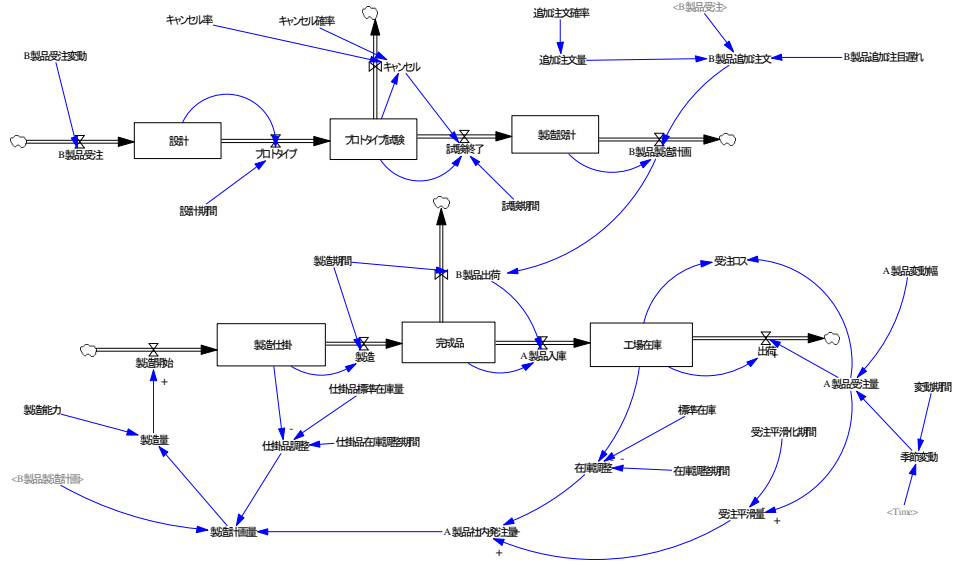 キャンセル率
キャンセル確率
追加注文確率
<B製品受注>
B製品受注変動
キャンセル
追加注文量
B製品追加注文
B製品追加注目遅れ
設計
プロトタイプ試験
製造設計
B製品受注
プロトタイプ
試験終了
B製品製造計画
設計期間
試験期間
製造期間
B製品出荷
受注ロス
A製品変動幅
製造仕掛
完成品
工場在庫
製造開始
製造
A製品入庫
出荷
+
+
仕掛品標準在庫量
A製品受注量
変動期間
製造能力
標準在庫
-
受注平滑化期間
製造量
仕掛品調整
仕掛品在庫調整期間
季節変動
- -
在庫調整
在庫調整期間
<B製品製造計画>
受注平滑量
+
<Time>
製造計画量
A製品社内発注量
+
+